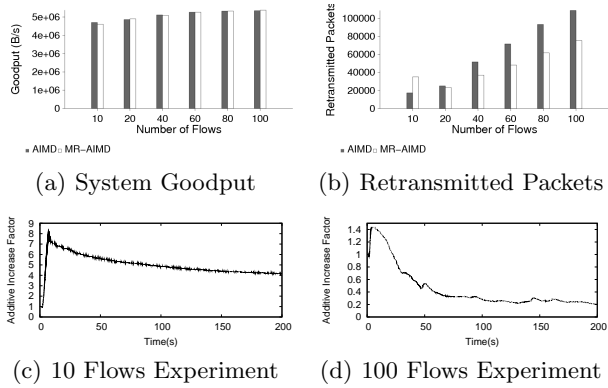 Goodput (B/s)
5e+06
4e+06
3e+06
2e+06
1e+06
0
10 20 40 60 80 100
Number of Flows
AIMD MR-AIMD
(a) System Goodput
Retransmitted Packets
100000
80000
60000
40000
20000
0
10 20 40 60 80 100
Number of Flows
AIMD MR-AIMD
(b) Retransmitted Packets
Additive Increase Factor
9
8
7
6
5
4
3
2
1
0
0 50 100 150 200
Time(s)
(c) 10 Flows Experiment
Additive Increase Factor
1.4
1.2
1
0.8
0.6
0.4
0.2
0
0 50 100 150 200
Time(s)
(d) 100 Flows Experiment